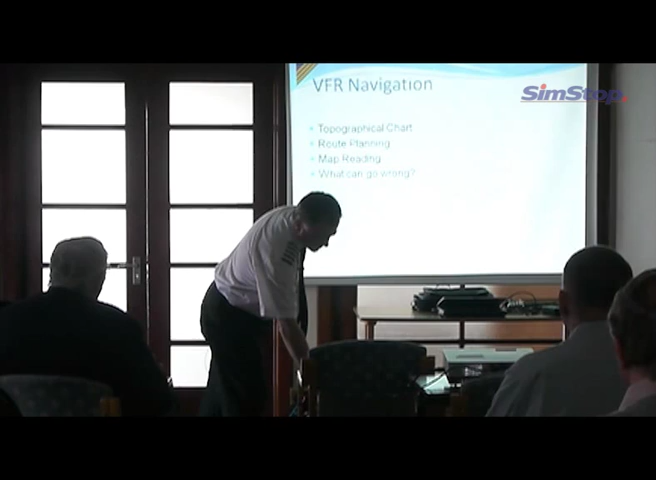 VFR Navigation
SimStop
Topographical Chart
Route Planning
Map Reading
What can go wrong?